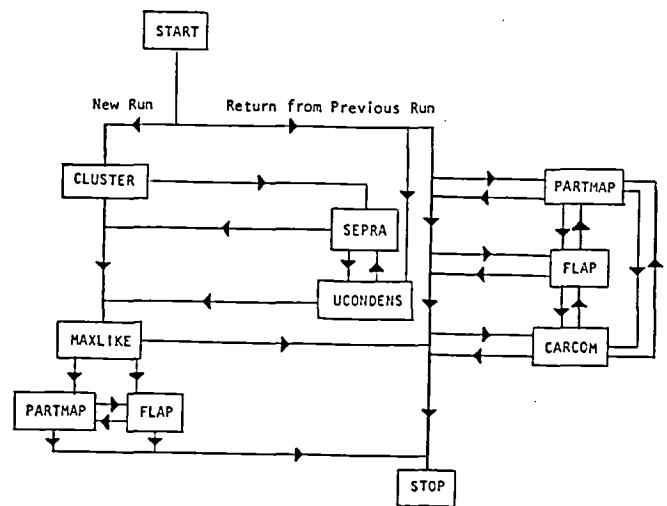 START
New Run
Return from Previous Run
CLUSTER
PARTMAP
SEPRA
FLAP
UCONDENS
MAXLIKE
CARCOM
PARTMAP
FLAP
STOP